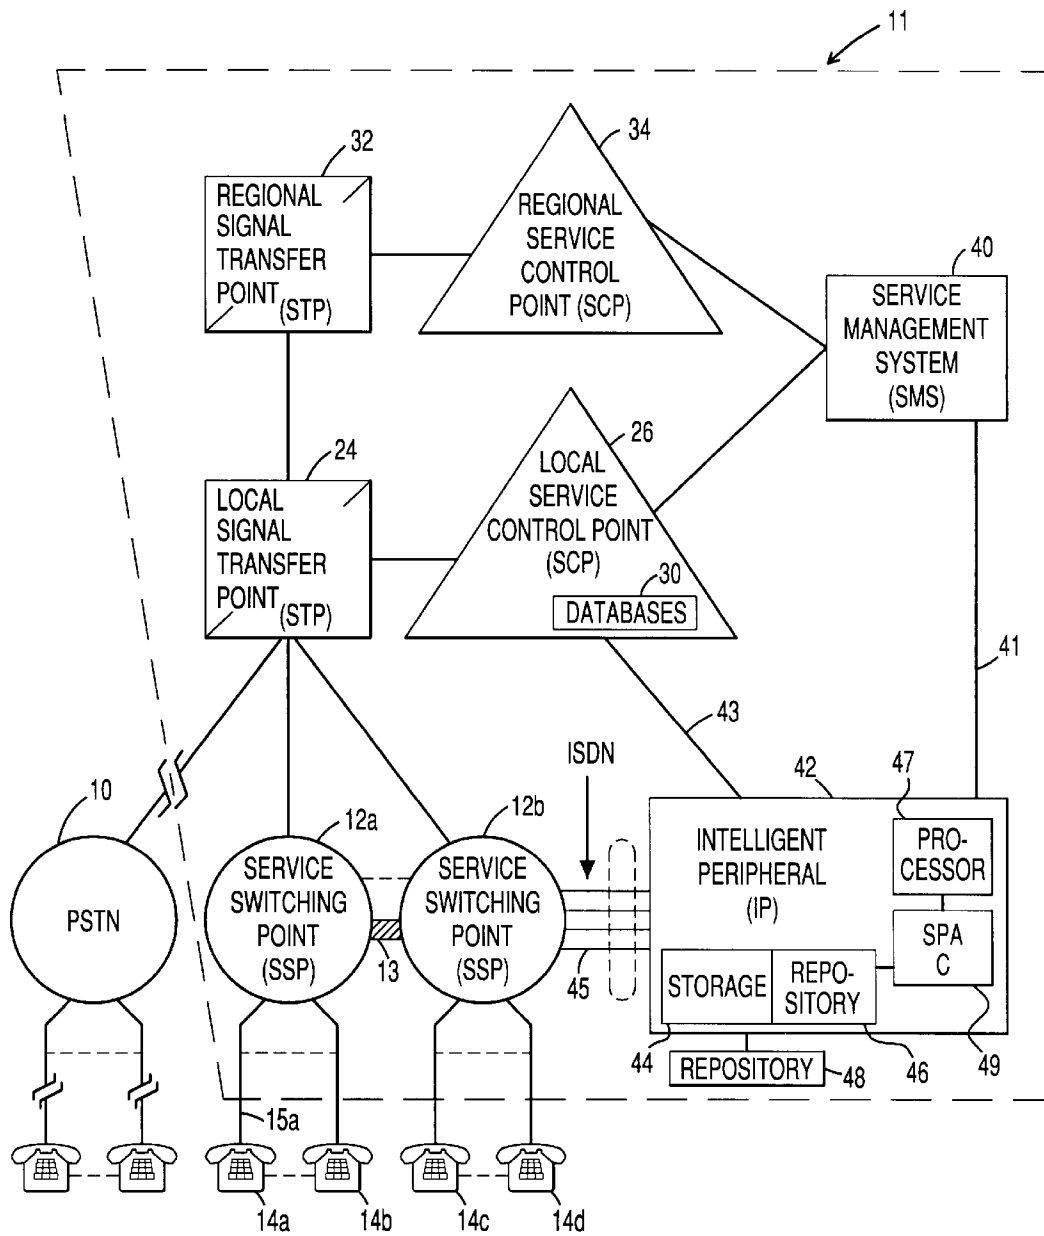 11
32
REGIONAL
SIGNAL
TRANSFER
POINT
(STP)
34
REGIONAL
SERVICE
CONTROL
POINT (SCP)
40
SERVICE
MANAGEMENT
SYSTEM
(SMS)
24
LOCAL
SIGNAL
TRANSFER
POINT
(STP)
26
LOCAL
SERVICE
CONTROL POINT
(SCP)
30
DATABASES
41
43
ISDN
10
PSTN
12a
SERVICE
SWITCHING
POINT
(SSP)
13
12b
SERVICE
SWITCHING
POINT
(SSP)
45
42
INTELLIGENT
PERIPHERAL
(IP)
47
PRO-
CESSOR
SPA
C
STORAGE
REPO-
SITORY
44
46
49
REPOSITORY
48
15a
14a
14b
14c
14d